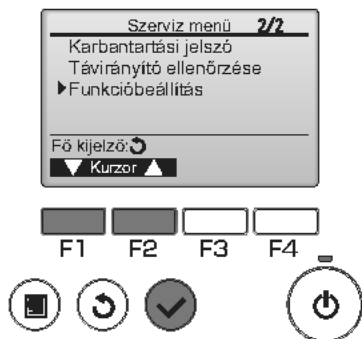 Szerviz menü 2/2
Karbantartási jelszó
Távirányító ellenőrzése
Funkcióbeállítás
Fő kijelző:
Kurzor
F1 F2 F3 F4